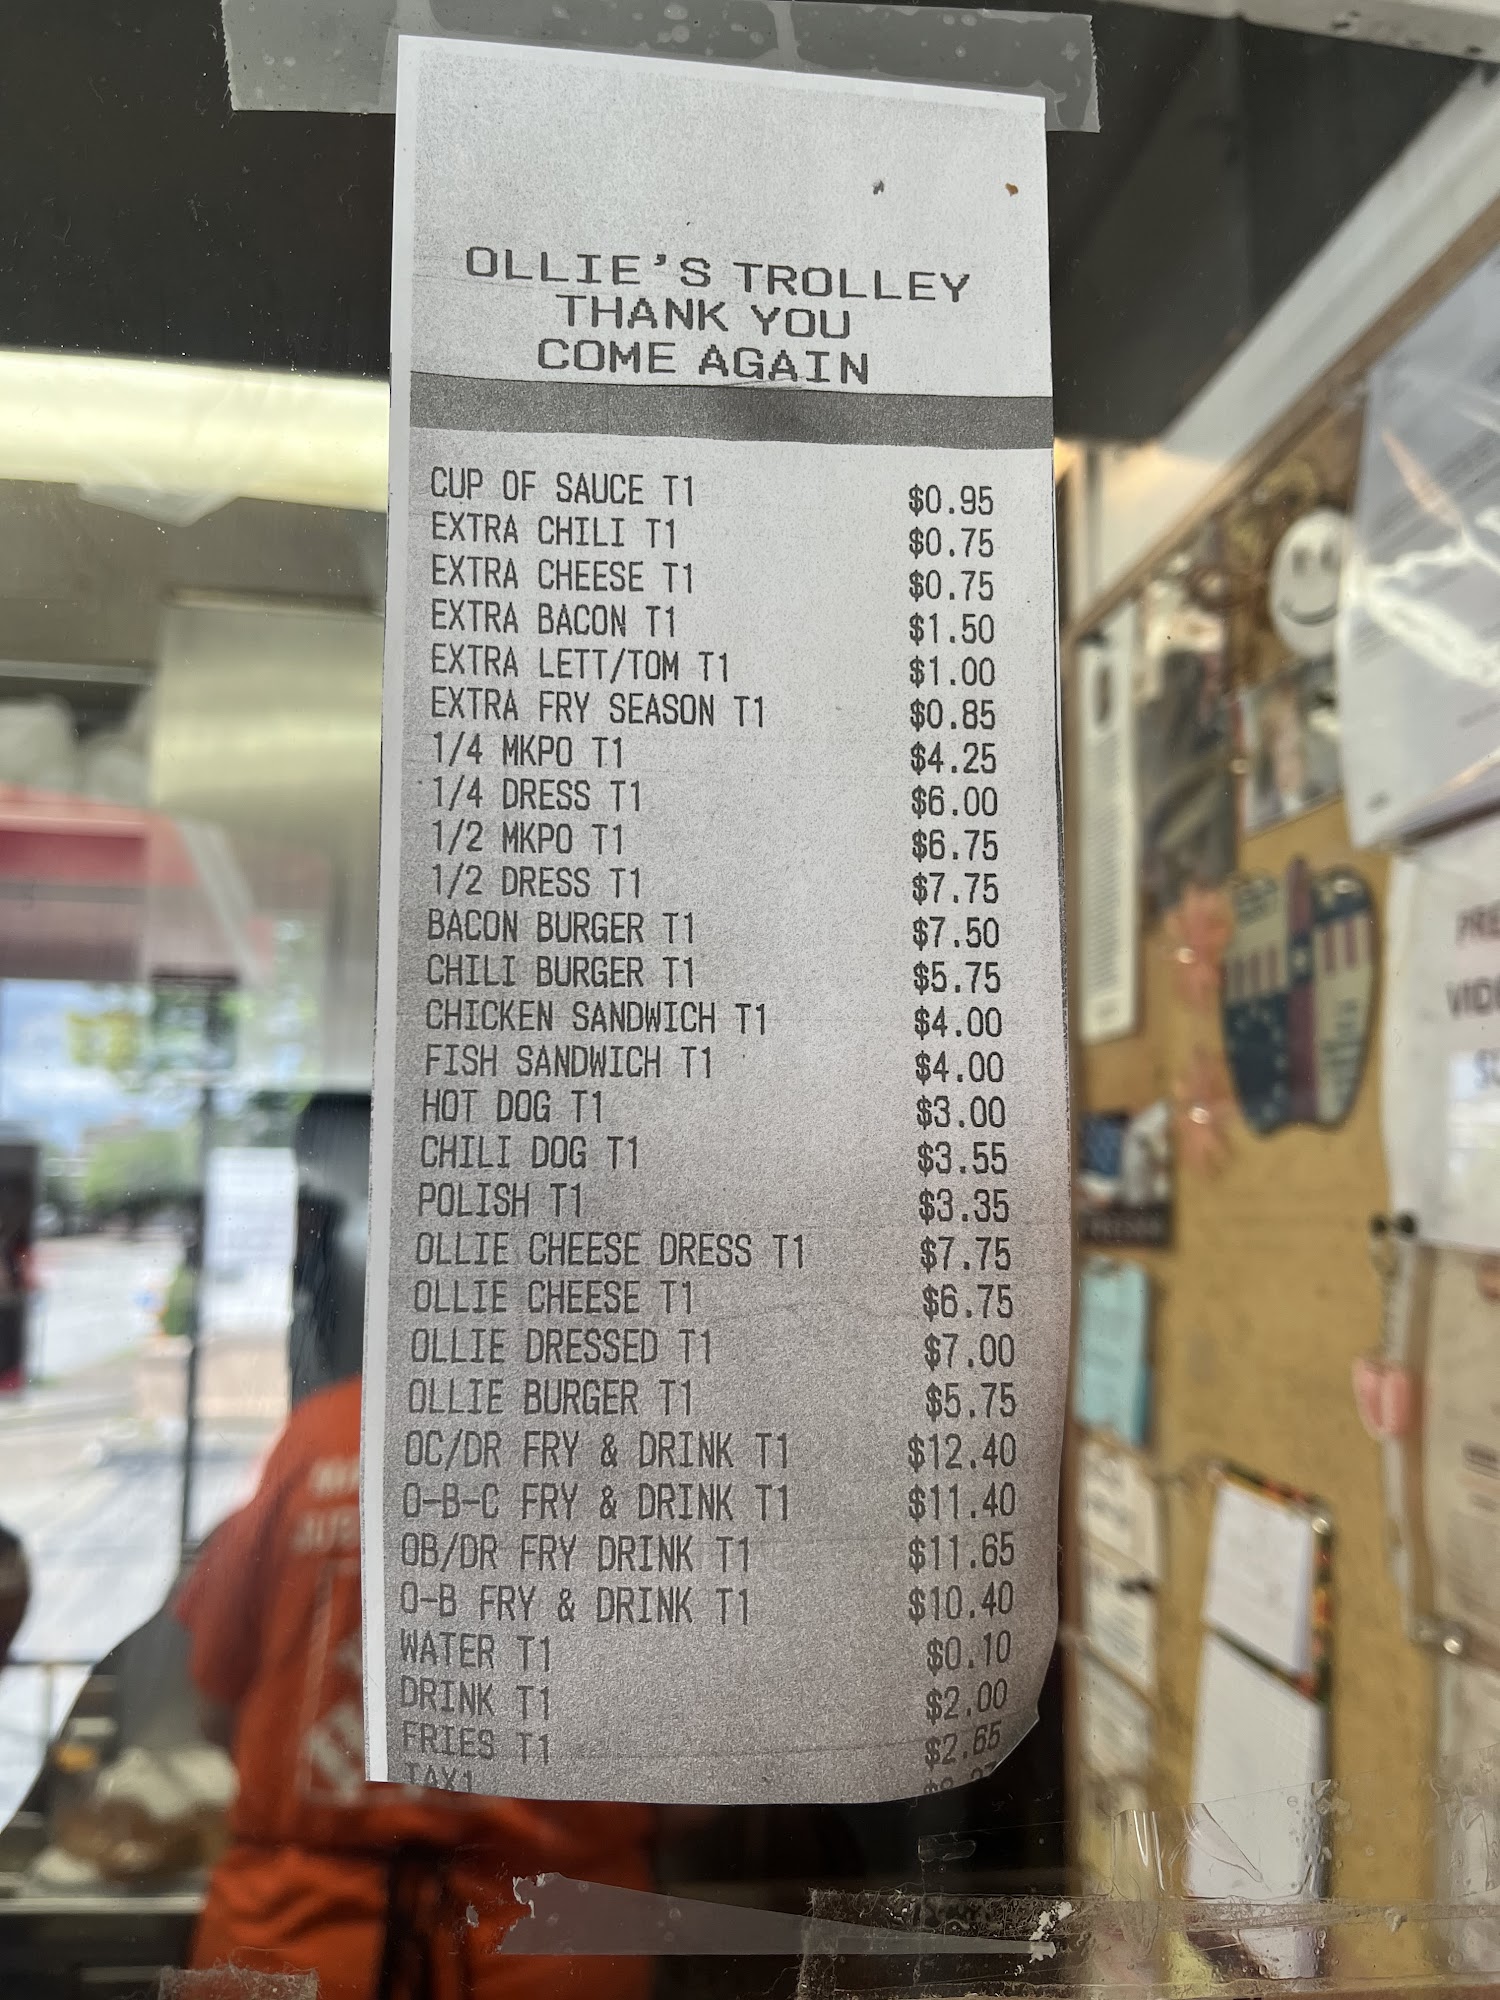 OLLIE'S TROLLEY
THANK YOU
COME AGAIN
CUP OF SAUCE T1 $0.95
EXTRA CHILI T1 $0.75
EXTRA CHEESE T1 $0.75
EXTRA BACON T1 $1.50
EXTRA LETT/TOM T1 $1.00
EXTRA FRY SEASON T1 $0.85
1/4 MKPO T1 $4.25
1/4 DRESS T1 $6.00
1/2 MKPO T1 $6.75
1/2 DRESS T1 $7.75
BACON BURGER T1 $7.50
CHILI BURGER T1 $5.75
CHICKEN SANDWICH T1 $4.00
FISH SANDWICH T1 $4.00
HOT DOG T1 $3.00
CHILI DOG T1 $3.55
POLISH T1 $3.35
OLLIE CHEESE DRESS T1 $7.75
OLLIE CHEESE T1 $6.75
OLLIE DRESSED T1 $7.00
OLLIE BURGER T1 $5.75
OC/DR FRY & DRINK T1 $12.40
O-B-C FRY & DRINK T1 $11.40
OB/DR FRY DRINK T1 $11.65
O-B FRY & DRINK T1 $10.40
WATER T1 $0.10
DRINK T1 $2.00
FRIES T1 $2.65
TAX1